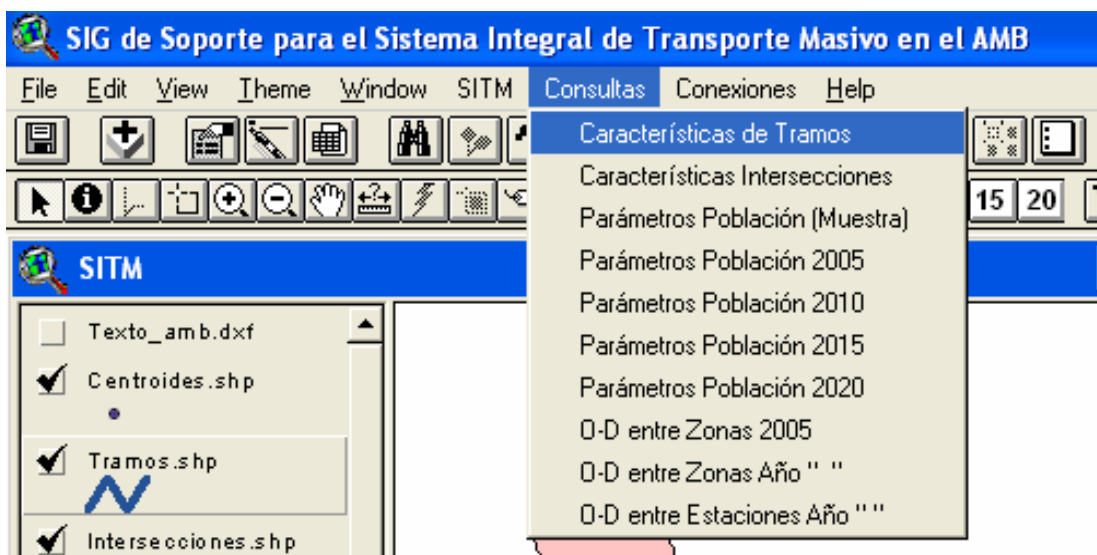 SIG de Soporte para el Sistema Integral de Transporte Masivo en el AMB
File Edit View Theme Window SITM Consultas Conexiones Help
Características de Tramos
Características Intersecciones
Parámetros Población (Muestra)
Parámetros Población 2005
Parámetros Población 2010
Parámetros Población 2015
Parámetros Población 2020
O-D entre Zonas 2005
O-D entre Zonas Año " "
O-D entre Estaciones Año " "
15 20
SITM
Texto_amb.dxf
Centroides.shp
Tramos.shp
Intersecciones.shp